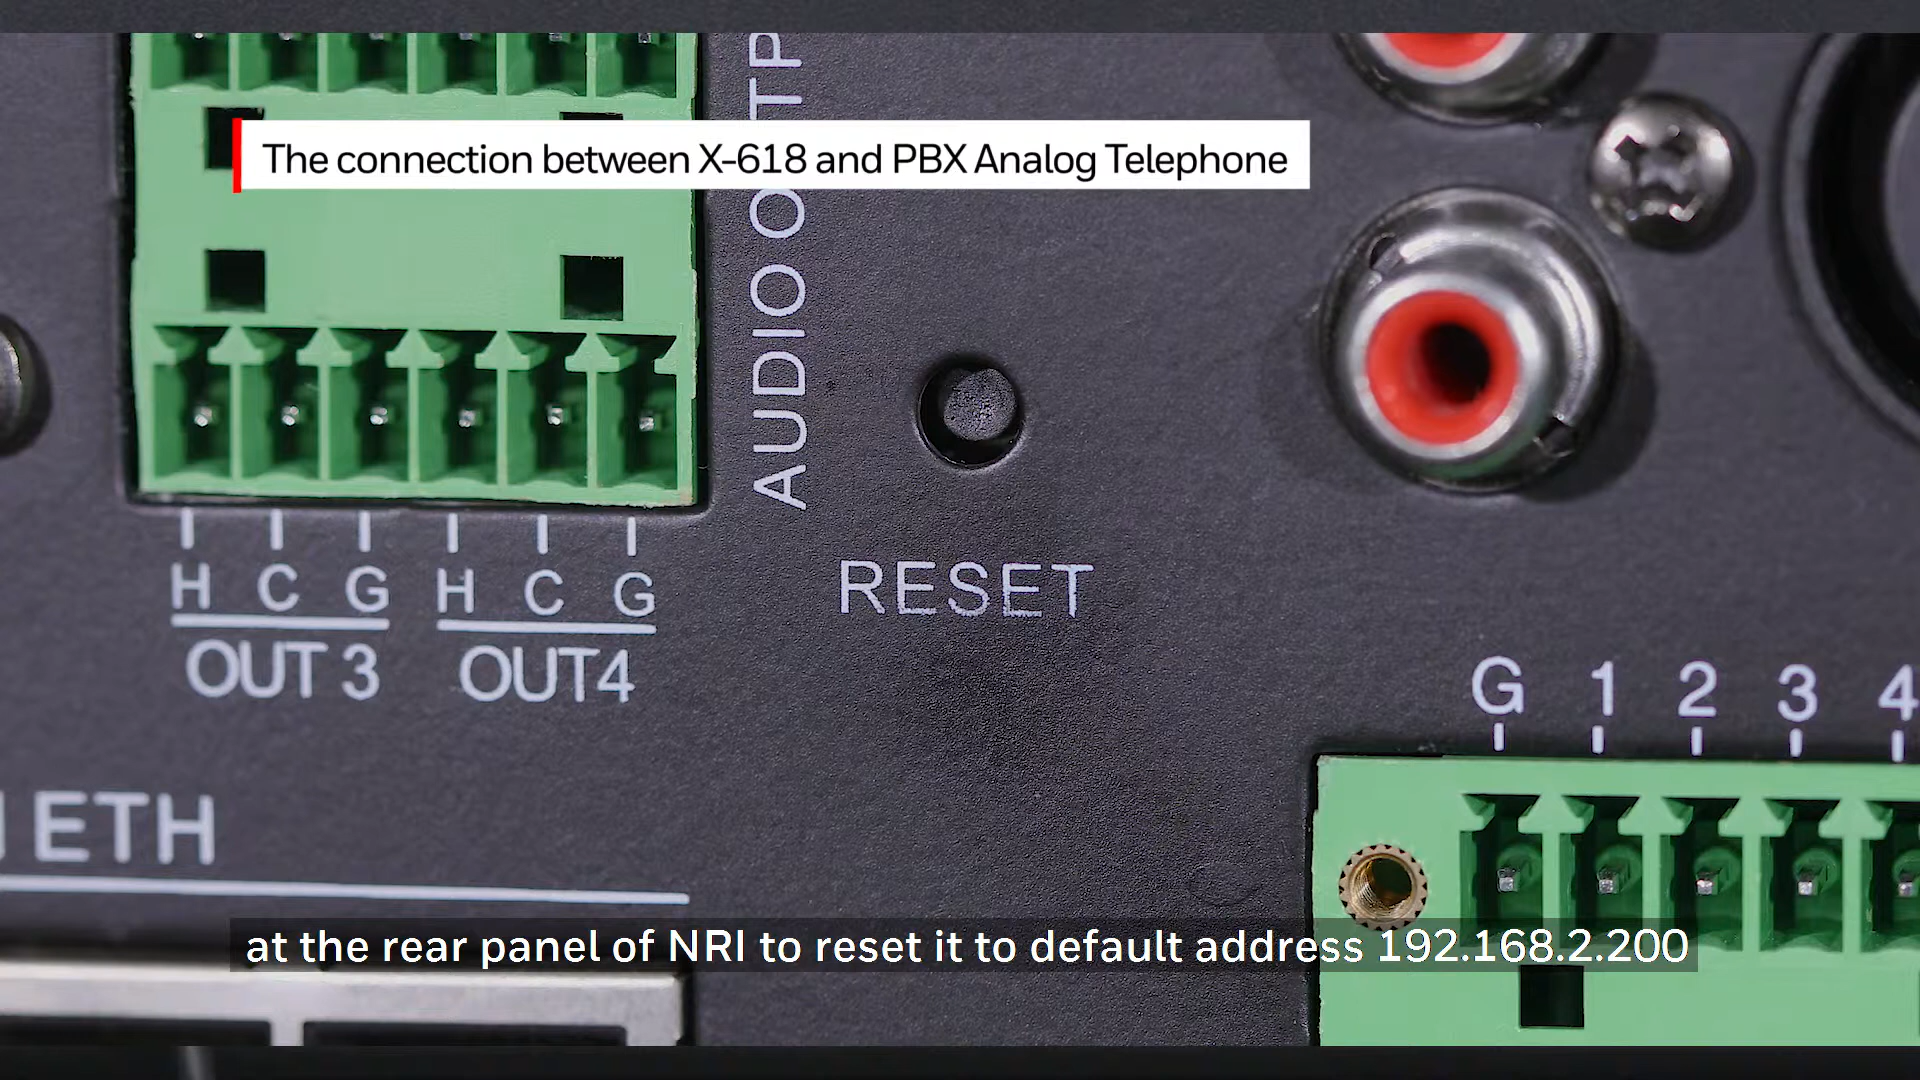 The connection between X-618 and PBX Analog Telephone
AUDIO O TP
H C G H C G
OUT 3 OUT4
RESET
G 1 2 3 4
ETH
at the rear panel of NRI to reset it to default address 192.168.2.200